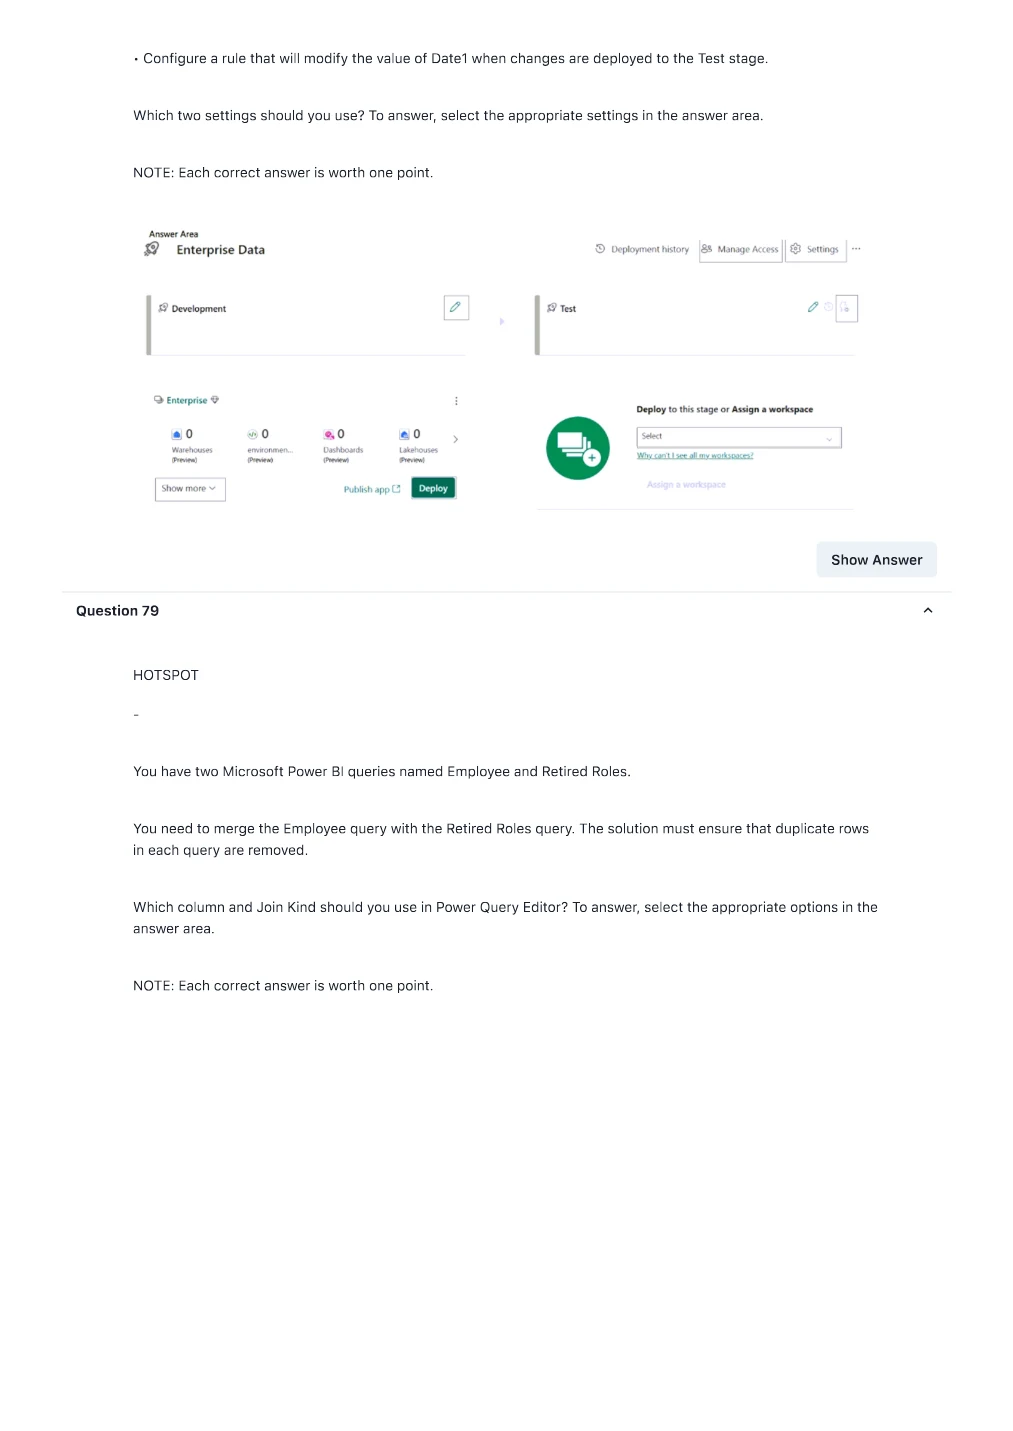 • Configure a rule that will modify the value of Date1 when changes are deployed to the Test stage.
Which two settings should you use? To answer, select the appropriate settings in the answer area.
NOTE: Each correct answer is worth one point.
Answer Area
Enterprise Data
Deployment history
Manage Access
Settings
...
Development
Test
Enterprise
0
0
0
0
Warehouses
environmen...
Dashboards
Lakehouses
(Preview)
(Preview)
(Preview)
(Preview)
Show more
Publish app
Deploy
Deploy to this stage or Assign a workspace
Select
Why can't I see all my workspaces?
Assign a workspace
Show Answer
Question 79
HOTSPOT
-
You have two Microsoft Power BI queries named Employee and Retired Roles.
You need to merge the Employee query with the Retired Roles query. The solution must ensure that duplicate rows
in each query are removed.
Which column and Join Kind should you use in Power Query Editor? To answer, select the appropriate options in the
answer area.
NOTE: Each correct answer is worth one point.